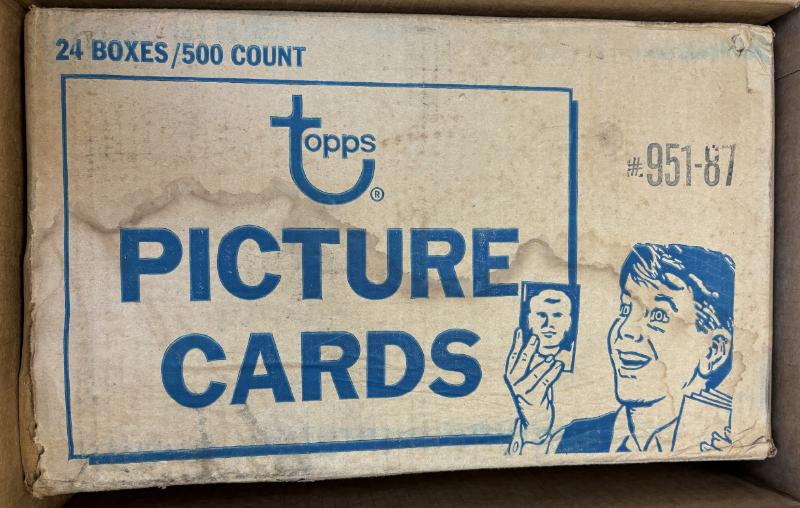 24 BOXES/500 COUNT
topps®
#951-87
PICTURE
CARDS